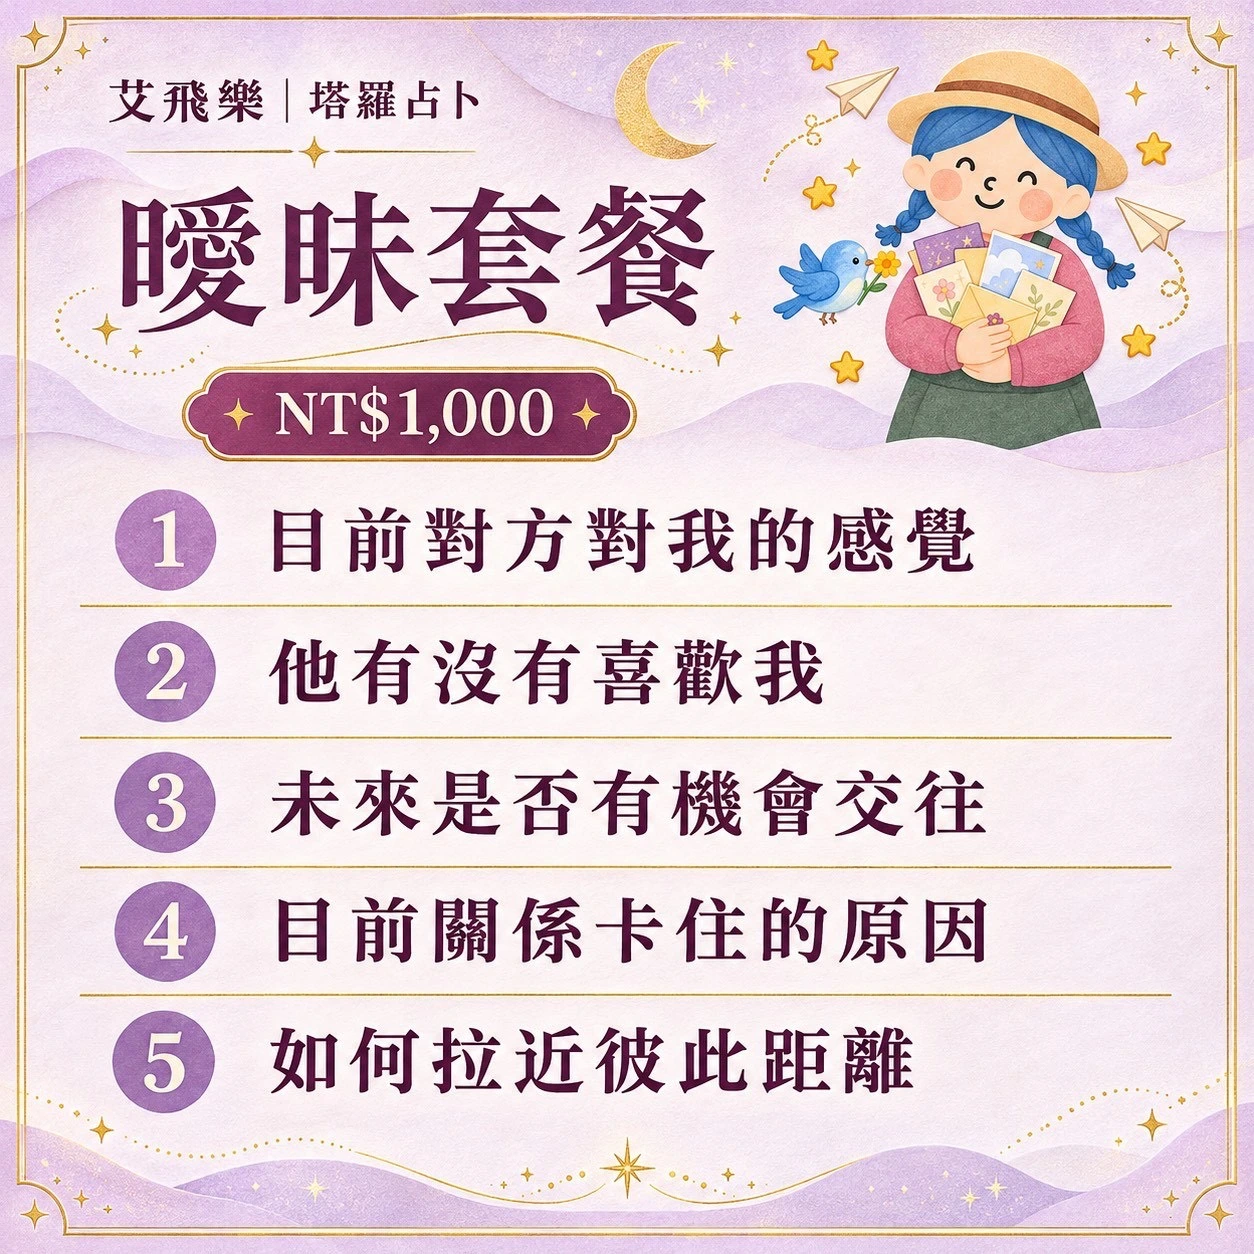 艾飛樂｜塔羅占卜
曖昧套餐
NT$1,000
1 目前對方對我的感覺
2 他有沒有喜歡我
3 未來是否有機會交往
4 目前關係卡住的原因
5 如何拉近彼此距離